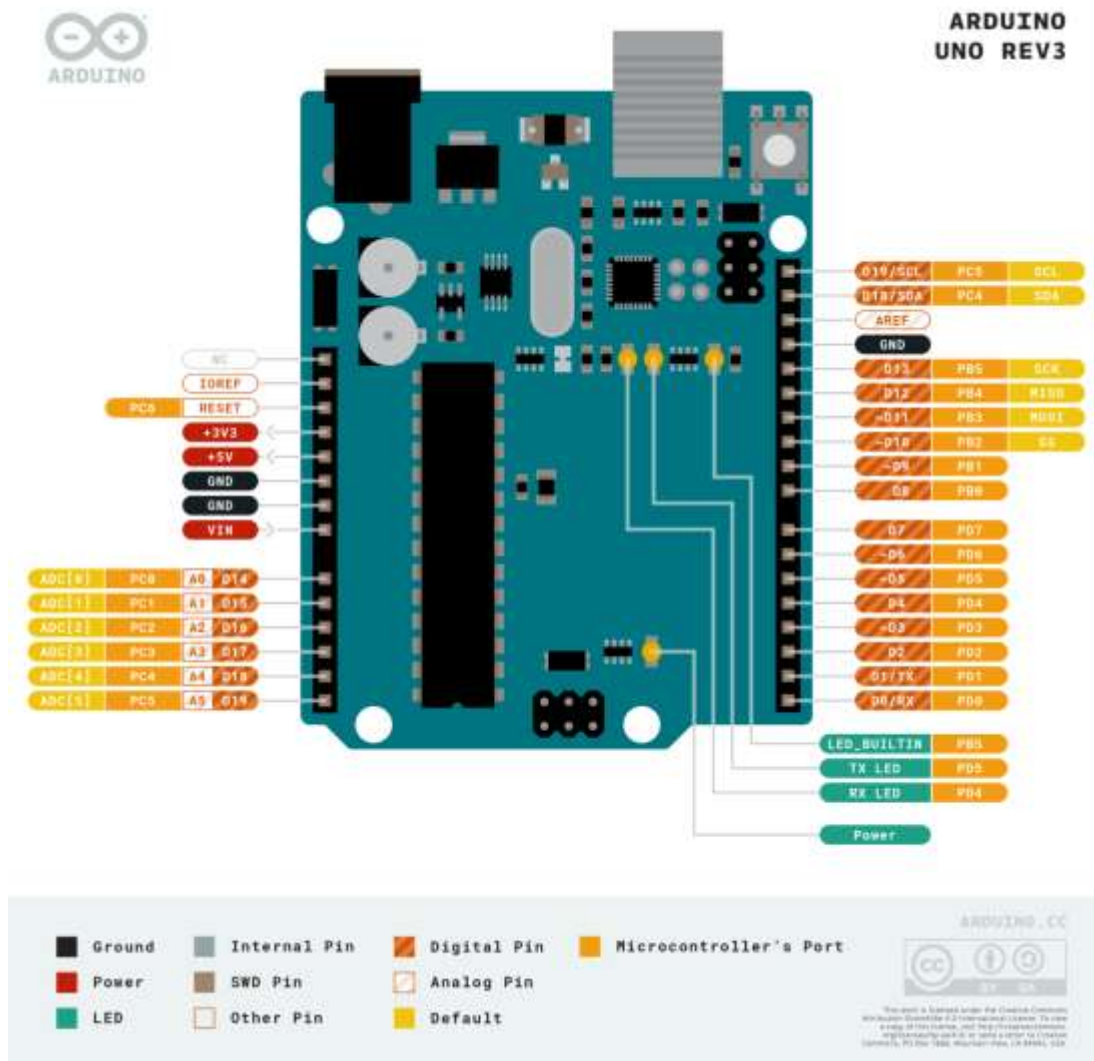 ARDUINO
ARDUINO
UNO REV3
D19/SCL PC5 SCL
D18/SDA PC4 SDA
AREF
GND
NC
D13 PB5 SCK
IOREF
D12 PB4 MISO
PC6 RESET
~D11 PB3 MOSI
+3V3
~D10 PB2 SS
+5V
~D9 PB1
GND
D8 PB0
GND
VIN
D7 PD7
~D6 PD6
ADC[0] PC0 A0 D14
~D5 PD5
ADC[1] PC1 A1 D15
D4 PD4
ADC[2] PC2 A2 D16
~D3 PD3
ADC[3] PC3 A3 D17
D2 PD2
ADC[4] PC4 A4 D18
D1/TX PD1
ADC[5] PC5 A5 D19
D0/RX PD0
LED_BUILTIN PB5
TX LED PD5
RX LED
Power
Ground
Internal Pin
Digital Pin
Microcontroller's Port
Power
SWD Pin
Analog Pin
LED
Other Pin
Default
ARDUINO.CC
CC
BY SA